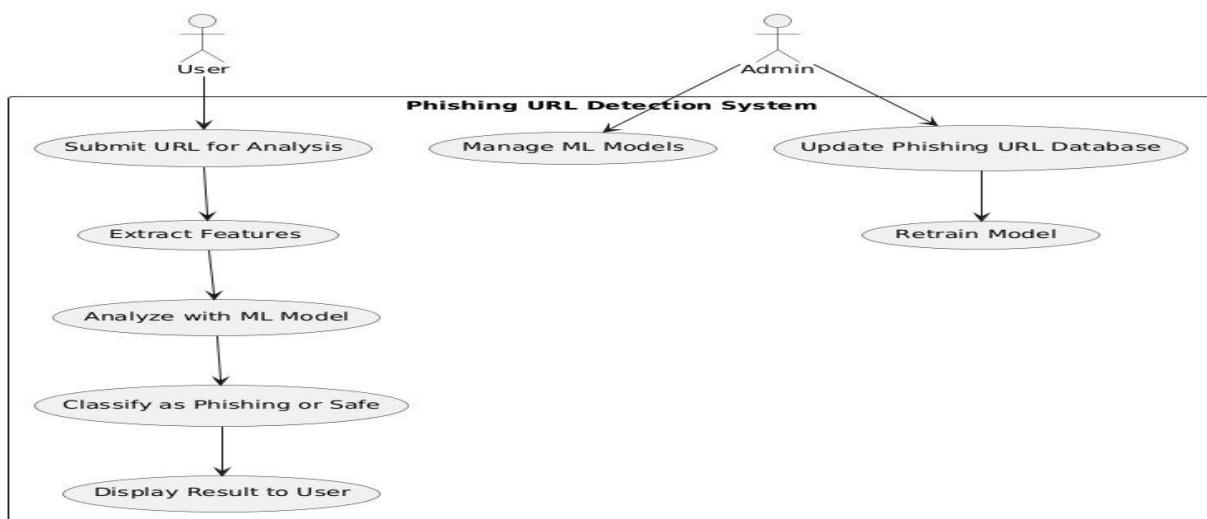 User
Admin
Phishing URL Detection System
Submit URL for Analysis
Manage ML Models
Update Phishing URL Database
Extract Features
Retrain Model
Analyze with ML Model
Classify as Phishing or Safe
Display Result to User